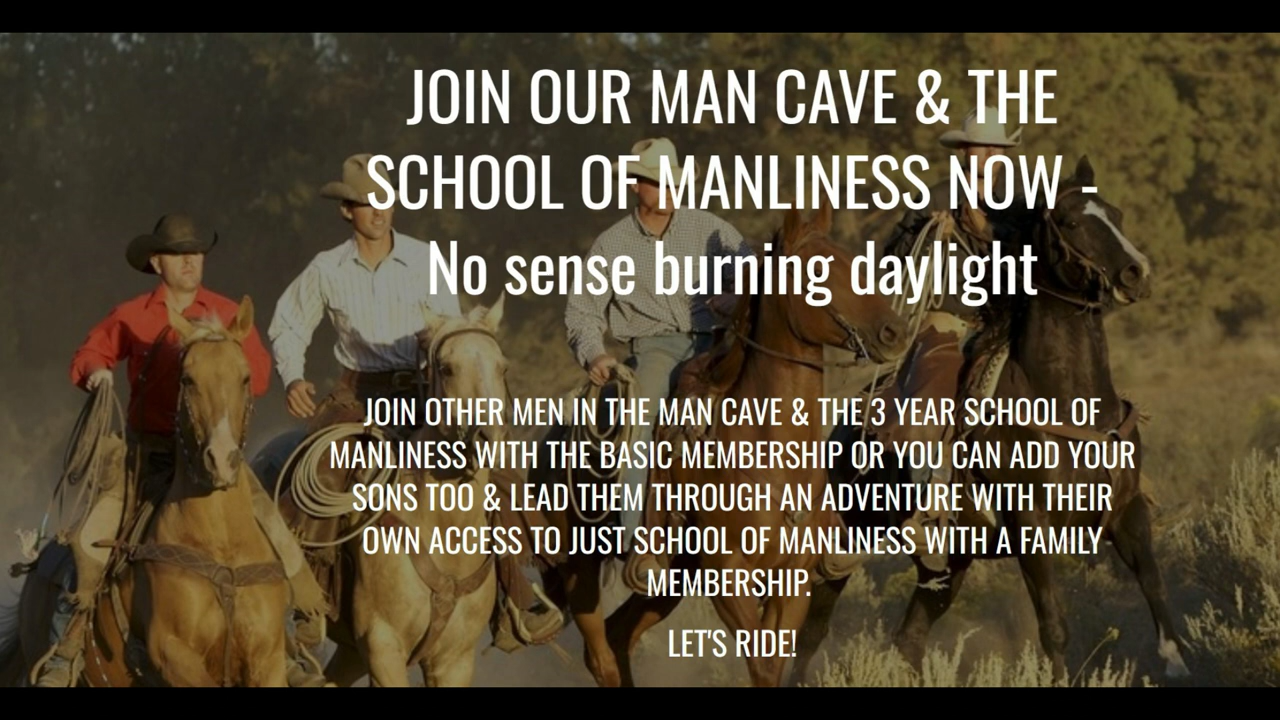 JOIN OUR MAN CAVE & THE
SCHOOL OF MANLINESS NOW -
No sense burning daylight
JOIN OTHER MEN IN THE MAN CAVE & THE 3 YEAR SCHOOL OF
MANLINESS WITH THE BASIC MEMBERSHIP OR YOU CAN ADD YOUR
SONS TOO & LEAD THEM THROUGH AN ADVENTURE WITH THEIR
OWN ACCESS TO JUST SCHOOL OF MANLINESS WITH A FAMILY
MEMBERSHIP.
LET'S RIDE!